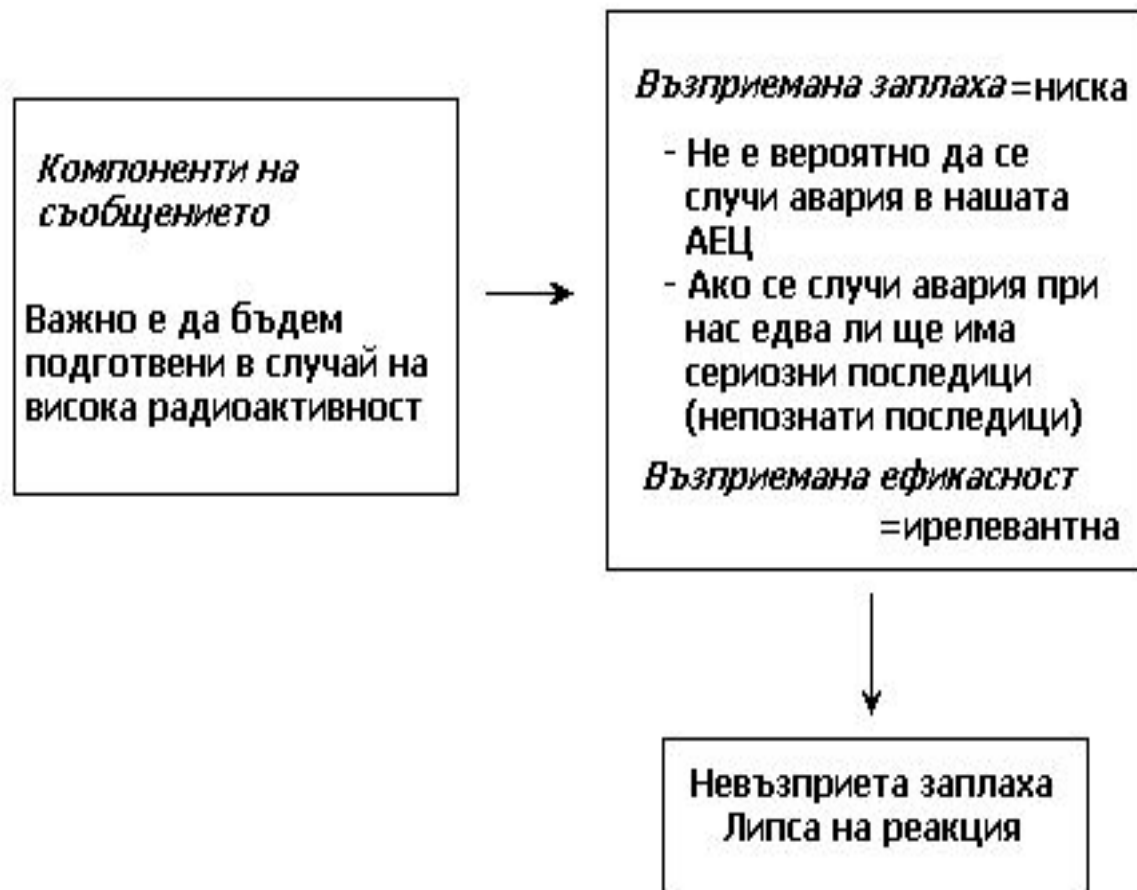 Компоненти на
съобщението
Важно е да бъдем
подготвени в случай на
висока радиоактивност
Възприемана заплаха=ниска
- Не е вероятно да се
случи авария в нашата
АЕЦ
- Ако се случи авария при
нас едва ли ще има
сериозни последици
(непознати последици)
Възприемана ефикасност
=ирелевантна
Невъзприета заплаха
Липса на реакция